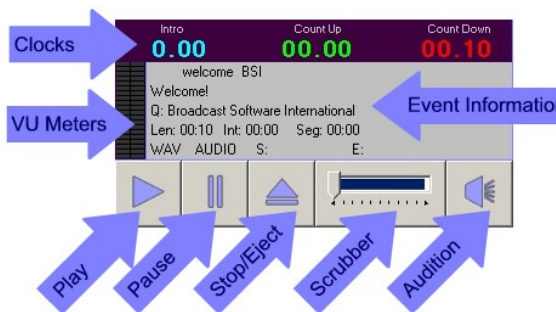 Intro Count Up Count Down
Clocks 0.00 00.00 00.10
welcome BSI
Welcome!
Q: Broadcast Software International
Event Information
VU Meters
Len: 00:10 Int: 00:00 Seg: 00:00
WAV AUDIO S: E:
Play
Pause
Stop/Eject
Scrubber
Audition